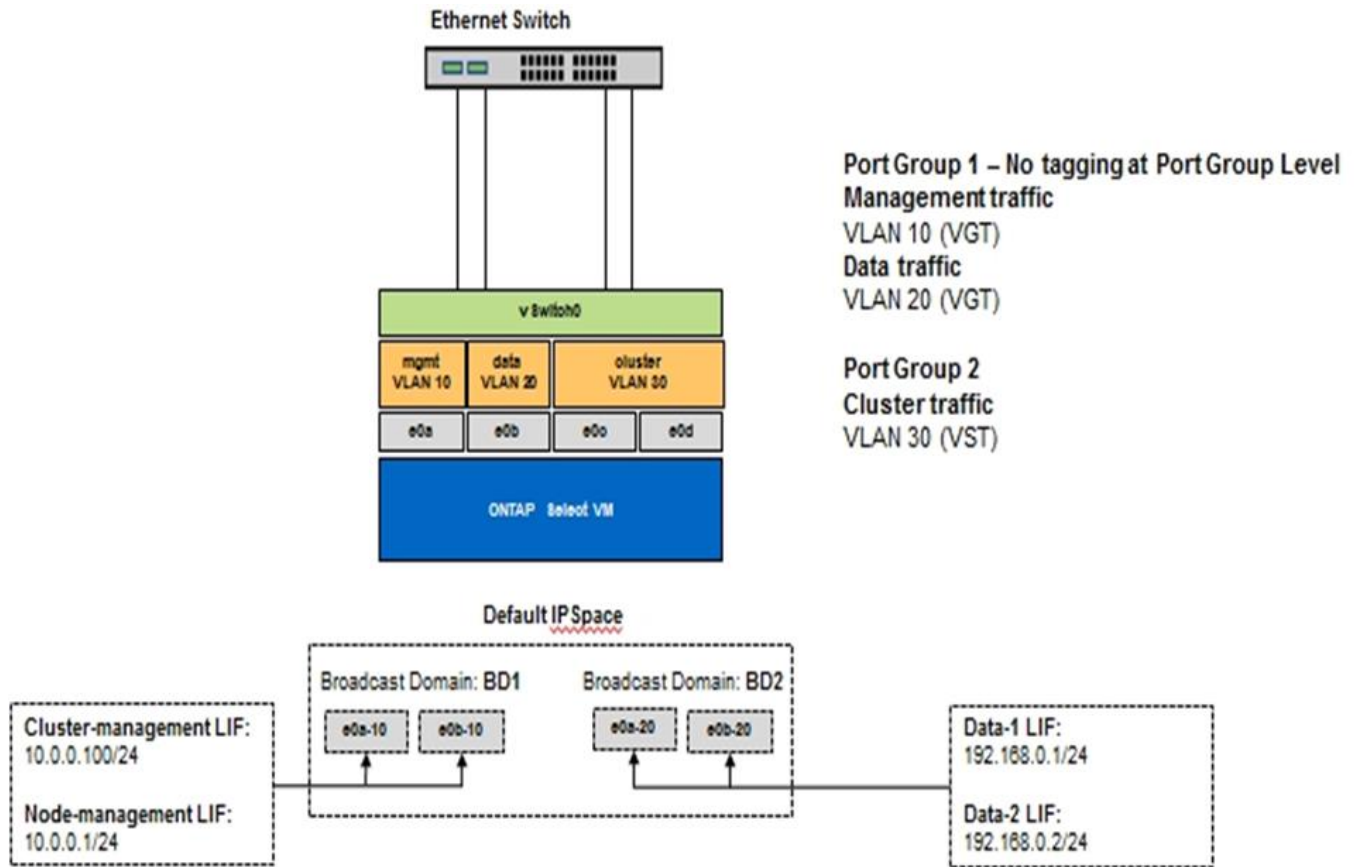 Ethernet Switch
Port Group 1 – No tagging at Port Group Level
Management traffic
VLAN 10 (VGT)
Data traffic
VLAN 20 (VGT)
Port Group 2
Cluster traffic
VLAN 30 (VST)
vSwitch0
mgmt
VLAN 10
data
VLAN 20
cluster
VLAN 30
e0a
e0b
e0c
e0d
ONTAP Select VM
Default IPSpace
Broadcast Domain: BD1
Broadcast Domain: BD2
e0a-10
e0b-10
e0a-20
e0b-20
Cluster-management LIF:
10.0.0.100/24
Node-management LIF:
10.0.0.1/24
Data-1 LIF:
192.168.0.1/24
Data-2 LIF:
192.168.0.2/24